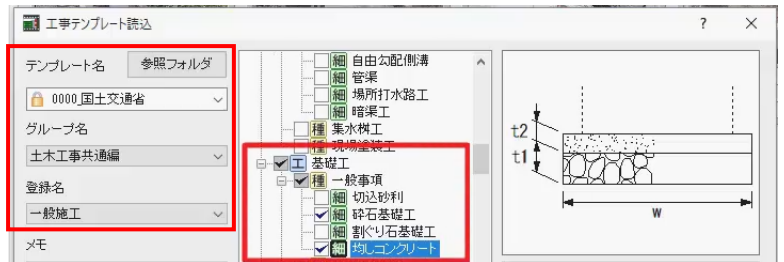 工事テンプレート読込
テンプレート名
参照フォルダ
0000_国土交通省
グループ名
土木工事共通編
登録名
一般施工
メモ
細 自由勾配側溝
細 管渠
細 場所打水路工
細 暗渠工
種 集水桝工
種 現場塗装工
工 基礎工
種 一般事項
細 切込砂利
細 砕石基礎工
細 割ぐり石基礎工
細 均しコンクリート
t2
t1
W